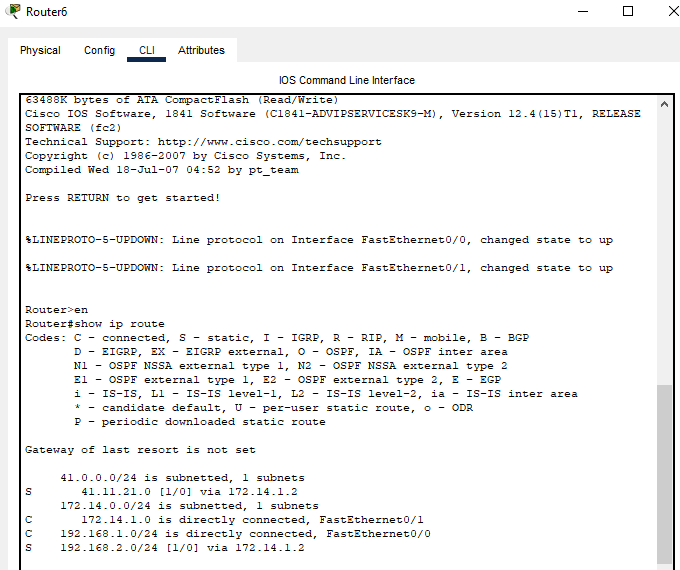 Router6
Physical Config CLI Attributes
IOS Command Line Interface
63488K bytes of ATA CompactFlash (Read/Write)
Cisco IOS Software, 1841 Software (C1841-ADVIPSERVICESK9-M), Version 12.4(15)T1, RELEASE
SOFTWARE (fc2)
Technical Support: http://www.cisco.com/techsupport
Copyright (c) 1986-2007 by Cisco Systems, Inc.
Compiled Wed 18-Jul-07 04:52 by pt_team
Press RETURN to get started!
%LINEPROTO-5-UPDOWN: Line protocol on Interface FastEthernet0/0, changed state to up
%LINEPROTO-5-UPDOWN: Line protocol on Interface FastEthernet0/1, changed state to up
Router>en
Router#show ip route
Codes: C - connected, S - static, I - IGRP, R - RIP, M - mobile, B - BGP
D - EIGRP, EX - EIGRP external, O - OSPF, IA - OSPF inter area
N1 - OSPF NSSA external type 1, N2 - OSPF NSSA external type 2
E1 - OSPF external type 1, E2 - OSPF external type 2, E - EGP
i - IS-IS, L1 - IS-IS level-1, L2 - IS-IS level-2, ia - IS-IS inter area
* - candidate default, U - per-user static route, o - ODR
P - periodic downloaded static route
Gateway of last resort is not set
41.0.0.0/24 is subnetted, 1 subnets
S 41.11.21.0 [1/0] via 172.14.1.2
172.14.0.0/24 is subnetted, 1 subnets
C 172.14.1.0 is directly connected, FastEthernet0/1
C 192.168.1.0/24 is directly connected, FastEthernet0/0
S 192.168.2.0/24 [1/0] via 172.14.1.2